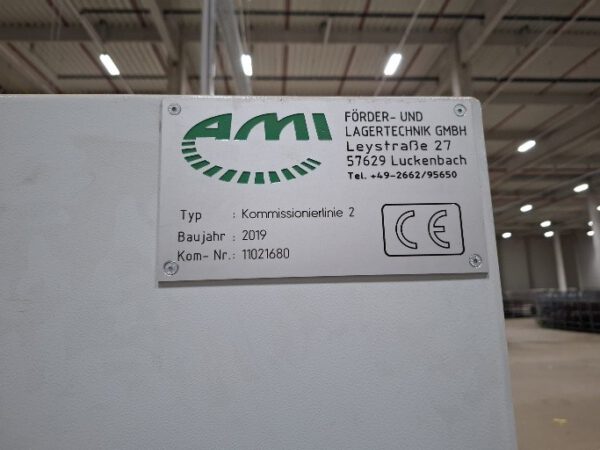 AMI
FÖRDER- UND
LAGERTECHNIK GMBH
Leystraße 27
57629 Luckenbach
Tel. +49-2662/95650
Typ : Kommissionierlinie 2
Baujahr : 2019
Kom- Nr.: 11021680
CE